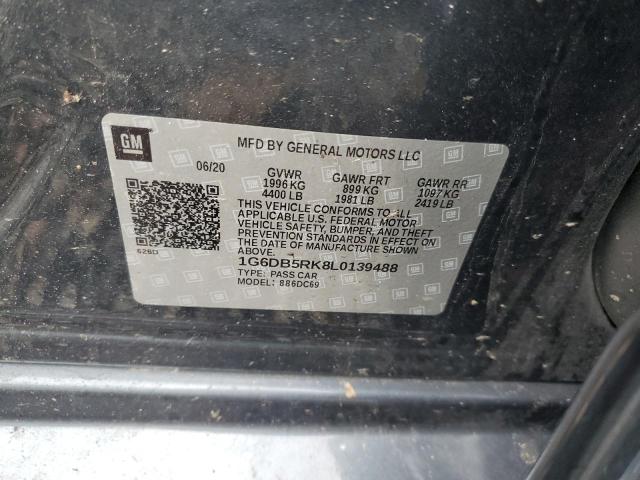 GM
MFD BY GENERAL MOTORS LLC
06/20
GVWR GAWR FRT GAWR RR
1996 KG 899 KG 1097 KG
4400 LB 1981 LB 2419 LB
THIS VEHICLE CONFORMS TO ALL
APPLICABLE U.S. FEDERAL MOTOR
VEHICLE SAFETY, BUMPER, AND THEFT
PREVENTION STANDARDS IN EFFECT ON
THE DATE OF MANUFACTURE SHOWN
ABOVE.
626D
1G6DB5RK8L0139488
TYPE: PASS CAR
MODEL: 886DC69